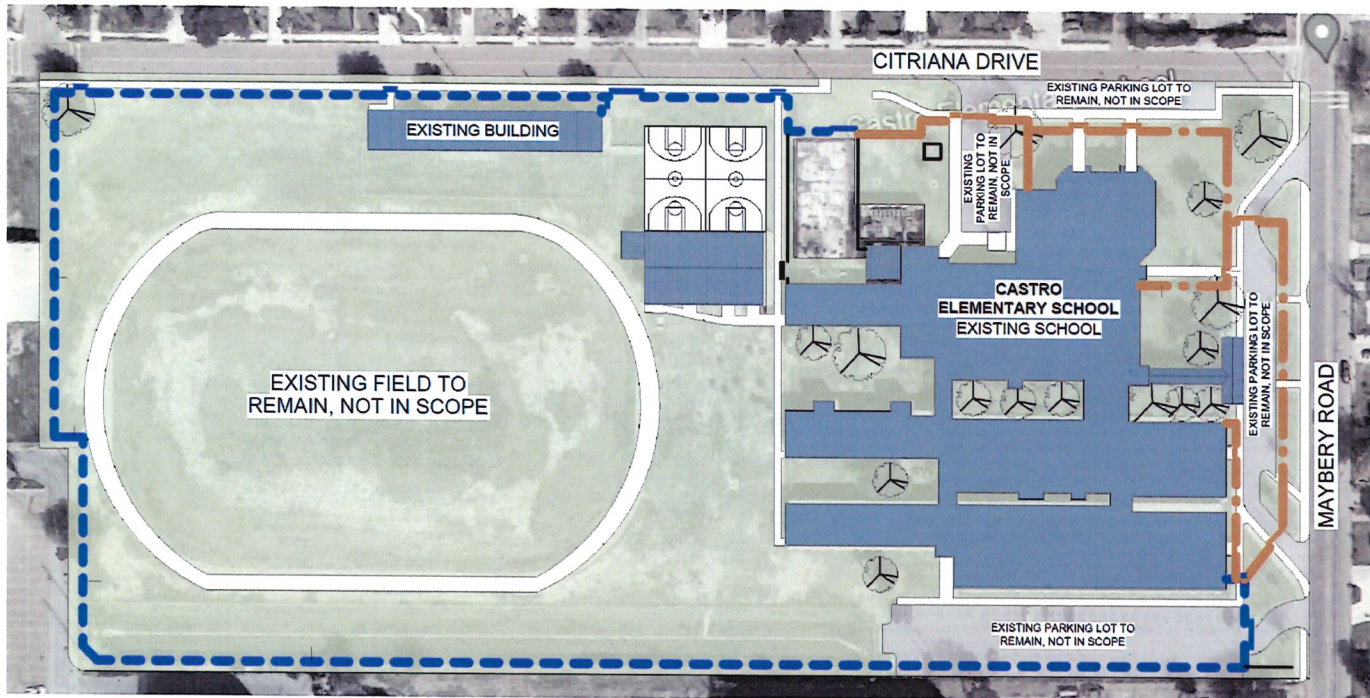 CITRIANA DRIVE
EXISTING PARKING LOT TO
REMAIN, NOT IN SCOPE
Castro Elementa
EXISTING BUILDING
EXISTING
PARKING LOT TO
REMAIN, NOT IN
SCOPE
CASTRO
ELEMENTARY SCHOOL
EXISTING SCHOOL
EXISTING FIELD TO
REMAIN, NOT IN SCOPE
EXISTING PARKING LOT TO
REMAIN, NOT IN SCOPE
MAYBERY ROAD
EXISTING PARKING LOT TO
REMAIN, NOT IN SCOPE